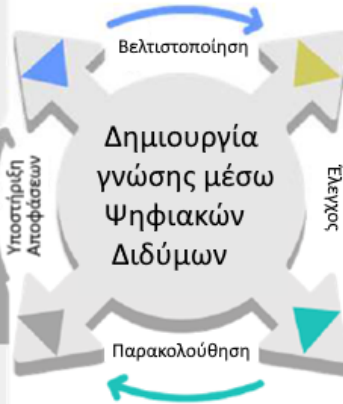 Βελτιστοποίηση
Δημιουργία
γνώσης μέσω
Ψηφιακών
Διδύμων
Υποστήριξη
Αποφάσεων
Έλεγχος
Παρακολούθηση